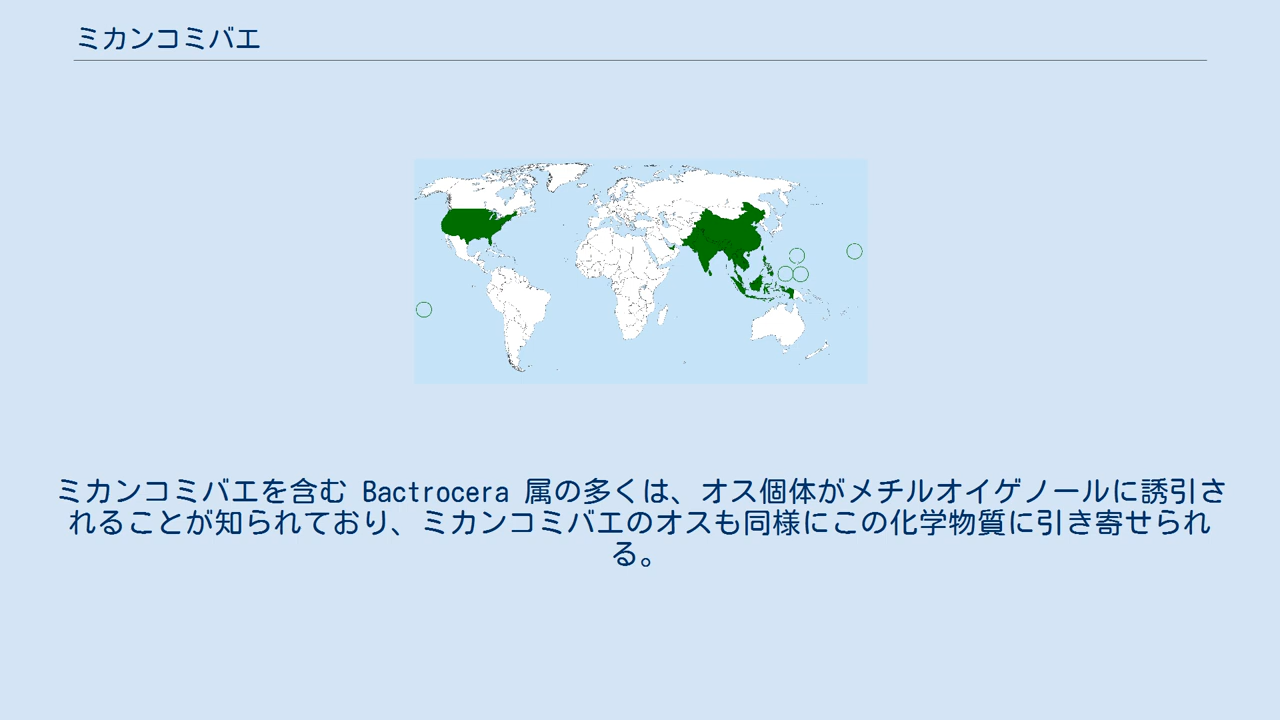 ミカンコミバエ
ミカンコミバエを含む Bactrocera 属の多くは、オス個体がメチルオイゲノールに誘引さ
れることが知られており、ミカンコミバエのオスも同様にこの化学物質に引き寄せられ
る。